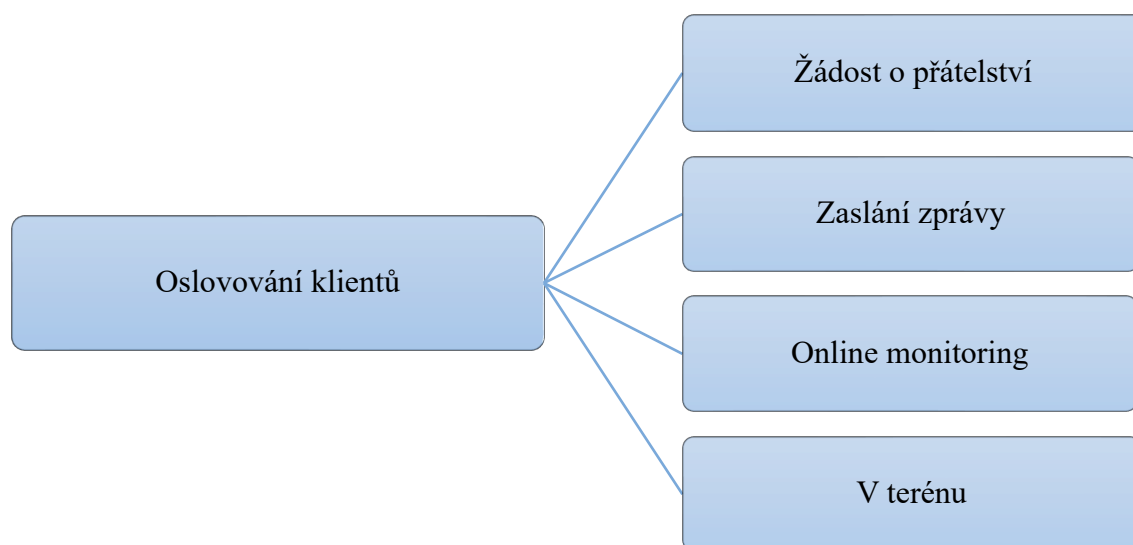 Oslovování klientů
Žádost o přátelství
Zaslání zprávy
Online monitoring
V terénu